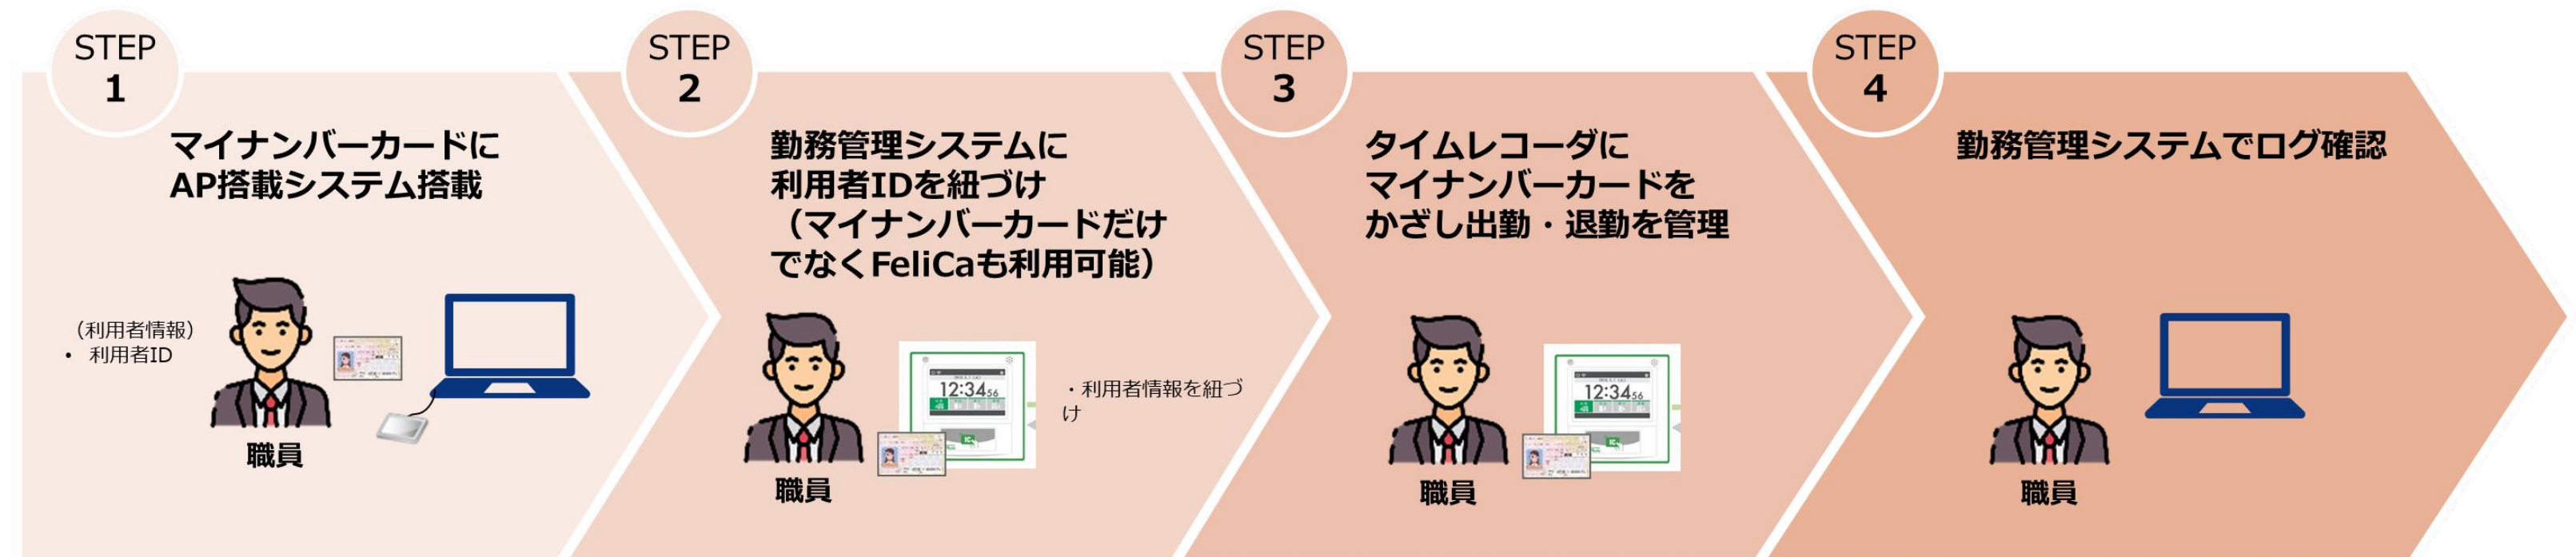 STEP
1
マイナンバーカードに
AP搭載システム搭載
（利用者情報）
• 利用者ID
職員
STEP
2
勤務管理システムに
利用者IDを紐づけ
（マイナンバーカードだけ
でなくFeliCaも利用可能）
12:34 56
・利用者情報を紐づ
け
職員
STEP
3
タイムレコーダに
マイナンバーカードを
かざし出勤・退勤を管理
12:34 56
職員
STEP
4
勤務管理システムでログ確認
職員